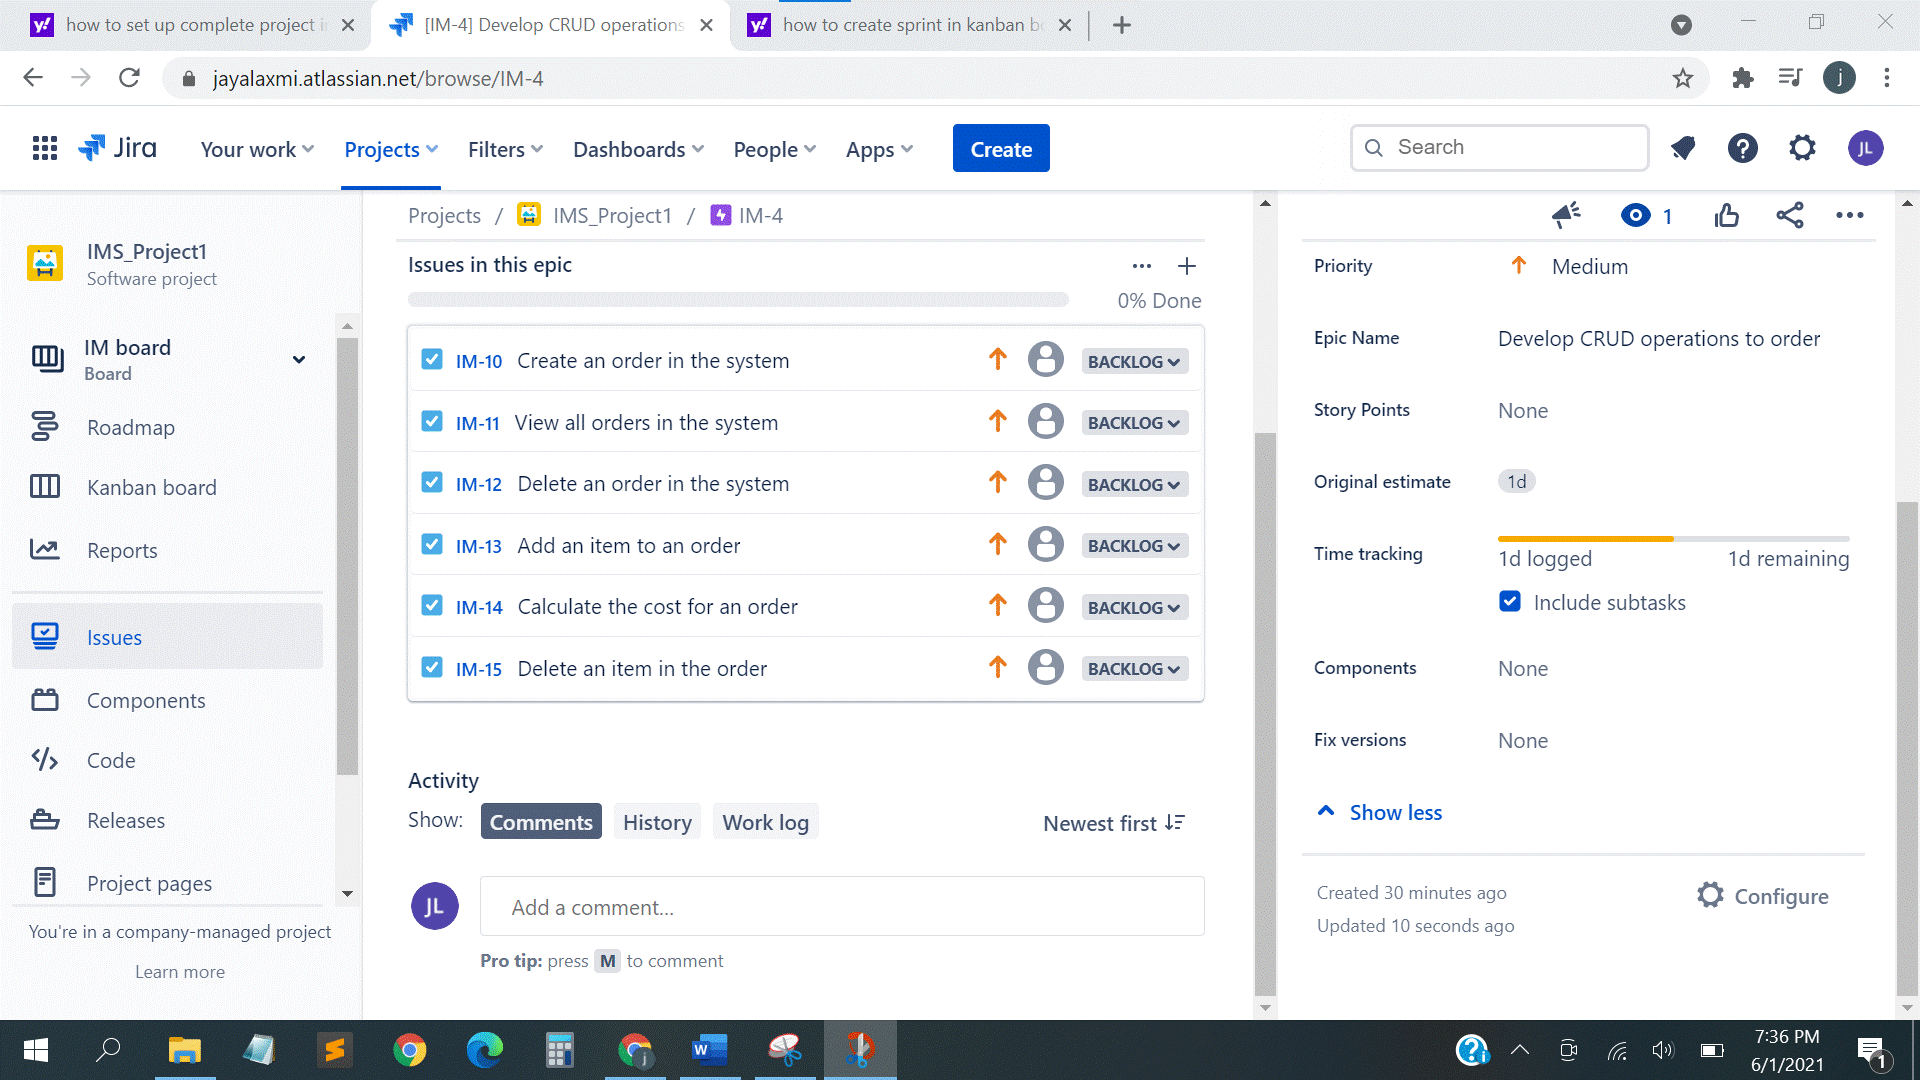 how to set up complete project i
[IM-4] Develop CRUD operations
how to create sprint in kanban b
jayalaxmi.atlassian.net/browse/IM-4
j
Jira
Your work
Projects
Filters
Dashboards
People
Apps
Create
Search
JL
IMS_Project1
Software project
IM board
Board
Roadmap
Kanban board
Reports
Issues
Components
Code
Releases
Project pages
You're in a company-managed project
Learn more
Projects / IMS_Project1 / IM-4
Issues in this epic
0% Done
IM-10 Create an order in the system BACKLOG
IM-11 View all orders in the system BACKLOG
IM-12 Delete an order in the system BACKLOG
IM-13 Add an item to an order BACKLOG
IM-14 Calculate the cost for an order BACKLOG
IM-15 Delete an item in the order BACKLOG
Activity
Show: Comments History Work log Newest first
JL
Add a comment...
Pro tip: press M to comment
1
Priority Medium
Epic Name Develop CRUD operations to order
Story Points None
Original estimate 1d
Time tracking 1d logged 1d remaining
Include subtasks
Components None
Fix versions None
Show less
Created 30 minutes ago
Updated 10 seconds ago
Configure
7:36 PM
6/1/2021
1